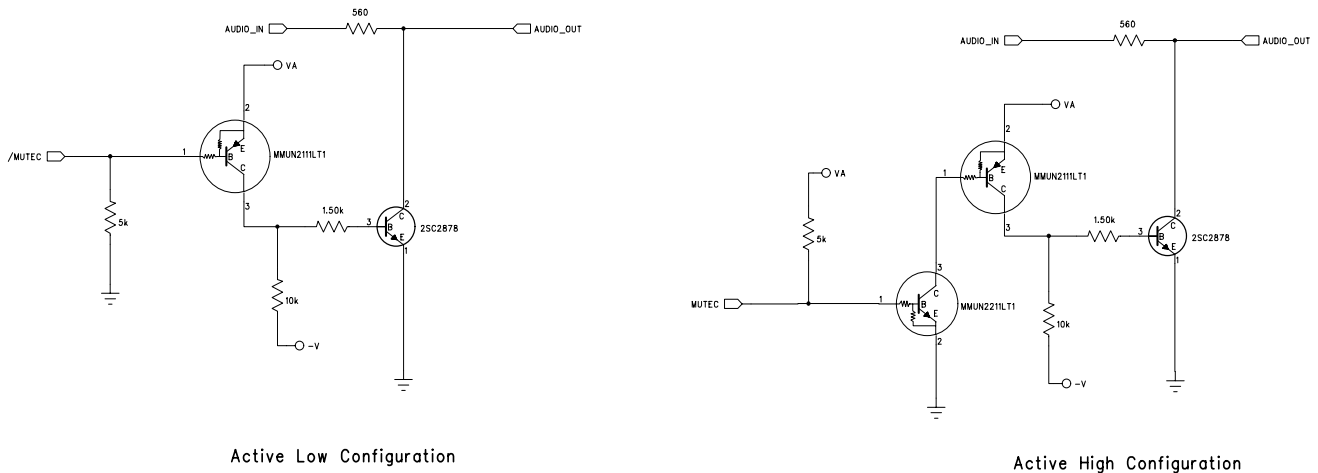 560
AUDIO_IN
AUDIO_OUT
VA
2
/MUTEC
1
E
B
C
MMUN2111LT1
3
5k
1.50k
3
2
C
B
E
1
2SC2878
10k
-V
Active Low Configuration
560
AUDIO_IN
AUDIO_OUT
VA
2
VA
1
E
B
C
MMUN2111LT1
3
5k
1.50k
3
2
C
B
E
1
2SC2878
3
MUTEC
1
C
B
E
MMUN2211LT1
2
10k
-V
Active High Configuration